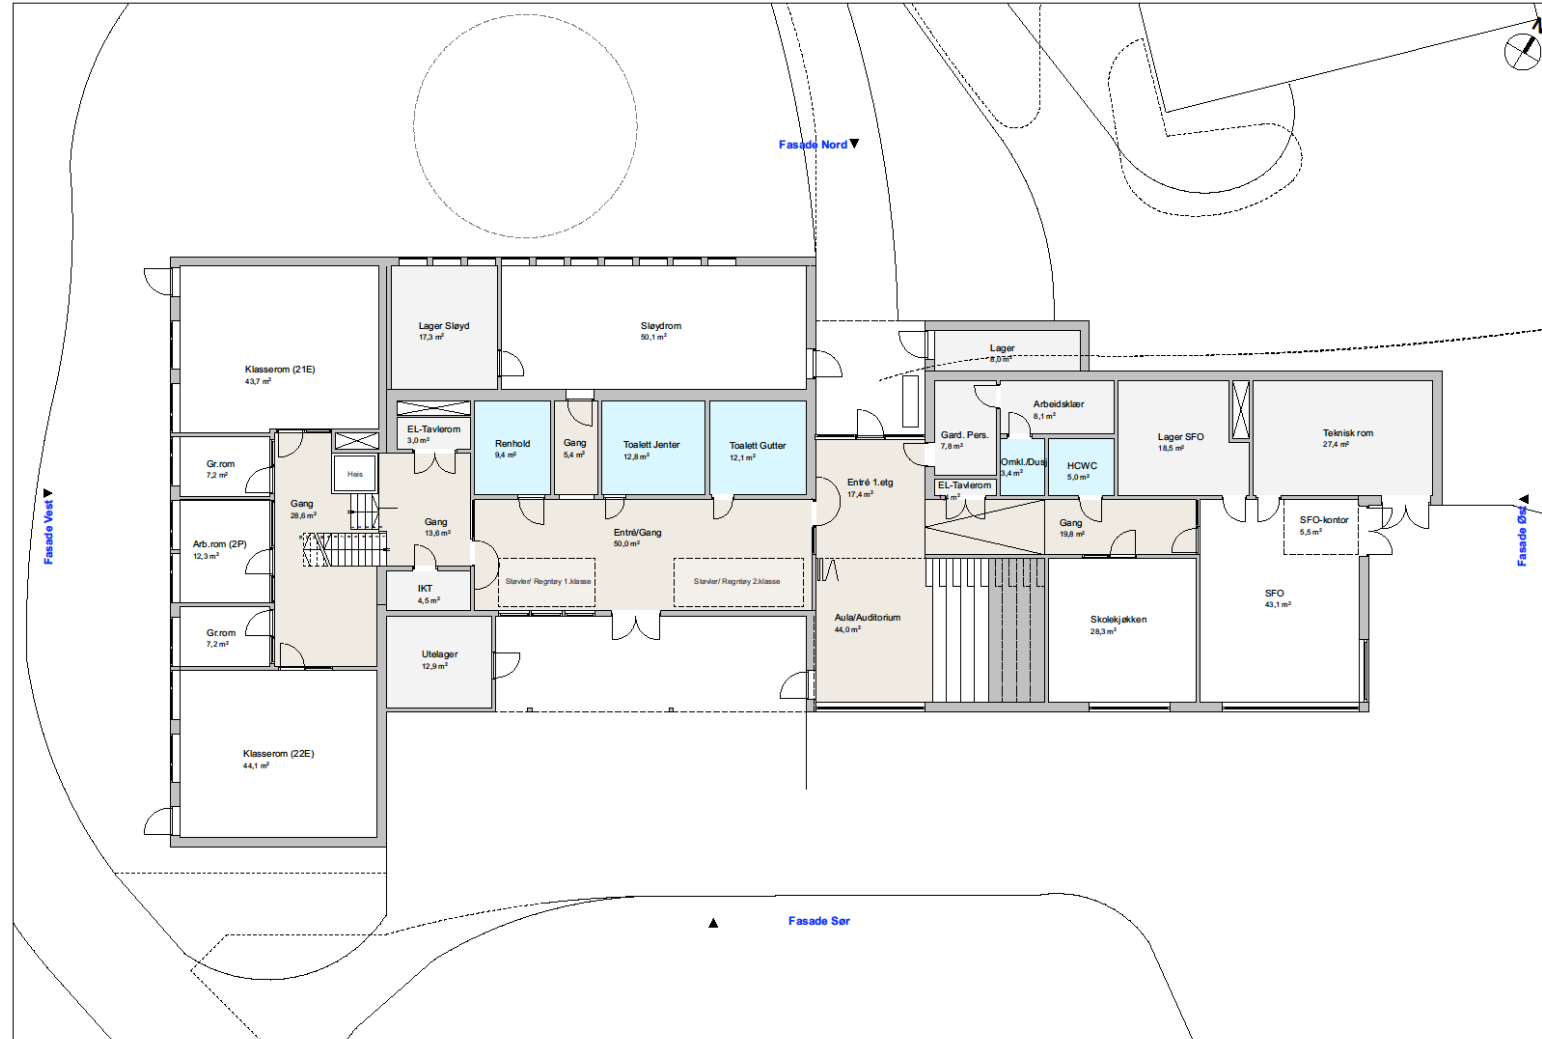 N
Fasade Nord
Lager Sløyd
17,3 m²
Sløydrom
50,1 m²
Klasserom (21E)
43,7 m²
Lager
8,0 m²
Arbeidsklær
8,1 m²
EL-Tavlerom
3,0 m²
Renhold
9,4 m²
Gang
5,4 m²
Toalett Jenter
12,8 m²
Toalett Gutter
12,1 m²
Gard. Pers.
7,8 m²
Lager SFO
18,5 m²
Teknisk rom
27,4 m²
Gr.rom
7,2 m²
Heis
Omkl./Dusj
3,4 m²
HCWC
5,0 m²
Entré 1.etg
17,4 m²
EL-Tavlerom
m²
Fasade Vest
Gang
28,6 m²
Gang
13,6 m²
Entré/Gang
50,0 m²
Gang
19,8 m²
SFO-kontor
5,5 m²
Fasade Øst
Arb.rom (2P)
12,3 m²
IKT
4,5 m²
Støvler/ Regntøy 1.klasse
Støvler/ Regntøy 2.klasse
SFO
43,1 m²
Aula/Auditorium
44,0 m²
Skolekjøkken
28,3 m²
Gr.rom
7,2 m²
Utelager
12,9 m²
Klasserom (22E)
44,1 m²
Fasade Sør